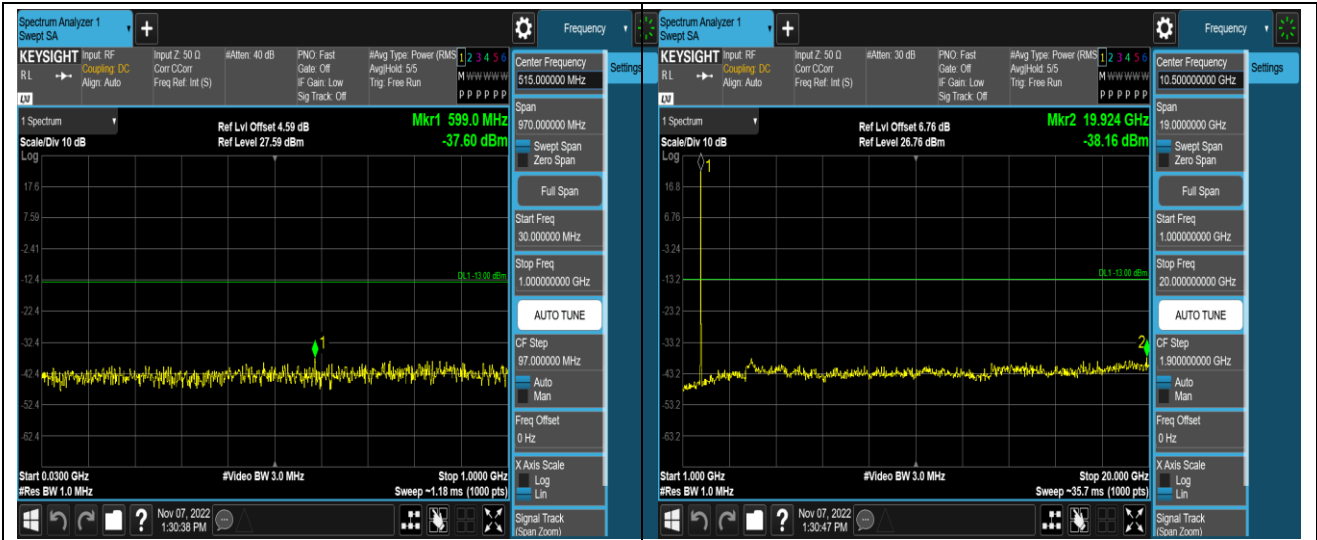 Spectrum Analyzer 1
Swept SA
+
Frequency
KEYSIGHT
RL
LXI
Input: RF
Coupling: DC
Align: Auto
Input Z: 50 Ω
Corr CCorr
Freq Ref: Int (S)
#Atten: 40 dB
PNO: Fast
Gate: Off
IF Gain: Low
Sig Track: Off
#Avg Type: Power (RMS
Avg|Hold: 5/5
Trig: Free Run
1 2 3 4 5 6
M W W W W W
P P P P P P
1 Spectrum
Scale/Div 10 dB
Log
Ref Lvl Offset 4.59 dB
Ref Level 27.59 dBm
Mkr1 599.0 MHz
-37.60 dBm
17.6
7.59
-2.41
-12.4
-22.4
-32.4
-42.4
-52.4
-62.4
DL1 -13.00 dBm
1
Start 0.0300 GHz
#Res BW 1.0 MHz
#Video BW 3.0 MHz
Stop 1.0000 GHz
Sweep ~1.18 ms (1000 pts)
Nov 07, 2022
1:30:38 PM
Center Frequency
515.000000 MHz
Span
970.000000 MHz
Swept Span
Zero Span
Full Span
Start Freq
30.000000 MHz
Stop Freq
1.000000000 GHz
AUTO TUNE
CF Step
97.000000 MHz
Auto
Man
Freq Offset
0 Hz
X Axis Scale
Log
Lin
Signal Track
(Span Zoom)
Settings
Spectrum Analyzer 1
Swept SA
+
Frequency
KEYSIGHT
RL
LXI
Input: RF
Coupling: DC
Align: Auto
Input Z: 50 Ω
Corr CCorr
Freq Ref: Int (S)
#Atten: 30 dB
PNO: Fast
Gate: Off
IF Gain: Low
Sig Track: Off
#Avg Type: Power (RMS
Avg|Hold: 5/5
Trig: Free Run
1 2 3 4 5 6
M W W W W W
P P P P P P
1 Spectrum
Scale/Div 10 dB
Log
Ref Lvl Offset 6.76 dB
Ref Level 26.76 dBm
Mkr2 19.924 GHz
-38.16 dBm
1
16.8
6.76
-3.24
-13.2
-23.2
-33.2
-43.2
-53.2
-63.2
DL1 -13.00 dBm
2
Start 1.000 GHz
#Res BW 1.0 MHz
#Video BW 3.0 MHz
Stop 20.000 GHz
Sweep ~35.7 ms (1000 pts)
Nov 07, 2022
1:30:47 PM
Center Frequency
10.500000000 GHz
Span
19.0000000 GHz
Swept Span
Zero Span
Full Span
Start Freq
1.000000000 GHz
Stop Freq
20.000000000 GHz
AUTO TUNE
CF Step
1.900000000 GHz
Auto
Man
Freq Offset
0 Hz
X Axis Scale
Log
Lin
Signal Track
(Span Zoom)
Settings